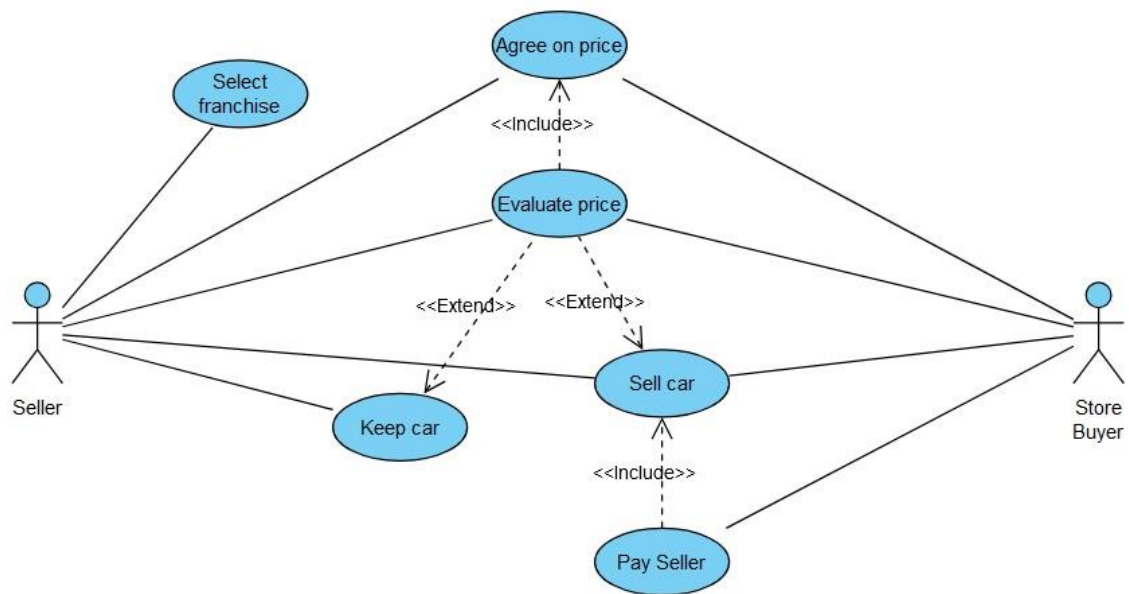 Agree on price
Select
franchise
<<Include>>
Evaluate price
<<Extend>>
<<Extend>>
Seller
Sell car
Store
Buyer
Keep car
<<Include>>
Pay Seller